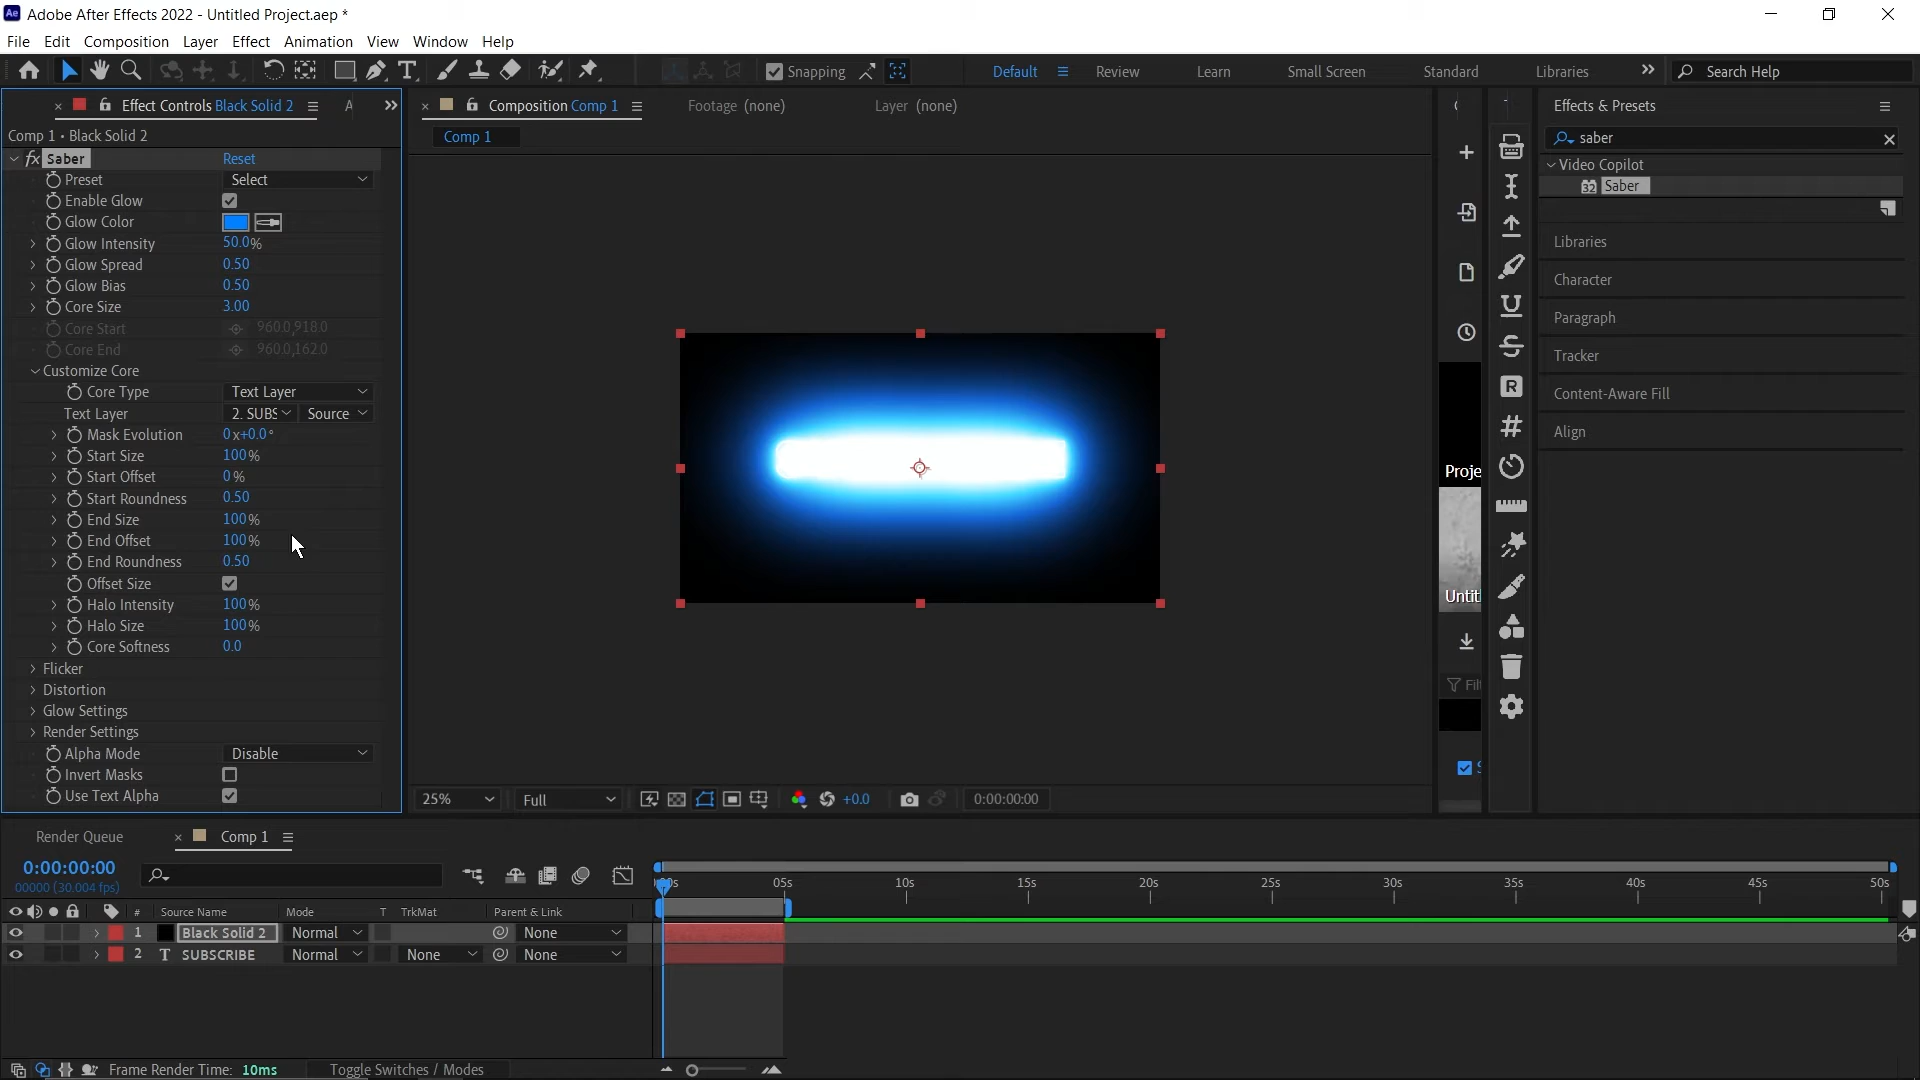 Adobe After Effects 2022 - Untitled Project.aep *
File Edit Composition Layer Effect Animation View Window Help
Snapping Default Review Learn Small Screen Standard Libraries Search Help
Effect Controls Black Solid 2
Composition Comp 1 Footage (none) Layer (none)
Effects & Presets
Comp 1 • Black Solid 2
Comp 1
saber
Video Copilot
32 Saber
fx Saber Reset
Preset Select
Enable Glow
Glow Color
Glow Intensity 50.0%
Glow Spread 0.50
Glow Bias 0.50
Core Size 3.00
Core Start 960.0,918.0
Core End 960.0,162.0
Customize Core
Core Type Text Layer
Text Layer 2. SUBS Source
Mask Evolution 0x+0.0°
Start Size 100%
Start Offset 0%
Start Roundness 0.50
End Size 100%
End Offset 100%
End Roundness 0.50
Offset Size
Halo Intensity 100%
Halo Size 100%
Core Softness 0.0
Flicker
Distortion
Glow Settings
Render Settings
Alpha Mode Disable
Invert Masks
Use Text Alpha
Proje
Untit
Filt
Libraries
Character
Paragraph
Tracker
Content-Aware Fill
Align
25% Full +0.0 0:00:00:00
Render Queue Comp 1
0:00:00:00
00000 (30.004 fps)
05s 10s 15s 20s 25s 30s 35s 40s 45s 50s
# Source Name Mode T TrkMat Parent & Link
1 Black Solid 2 Normal None
2 T SUBSCRIBE Normal None None
Frame Render Time: 10ms Toggle Switches / Modes